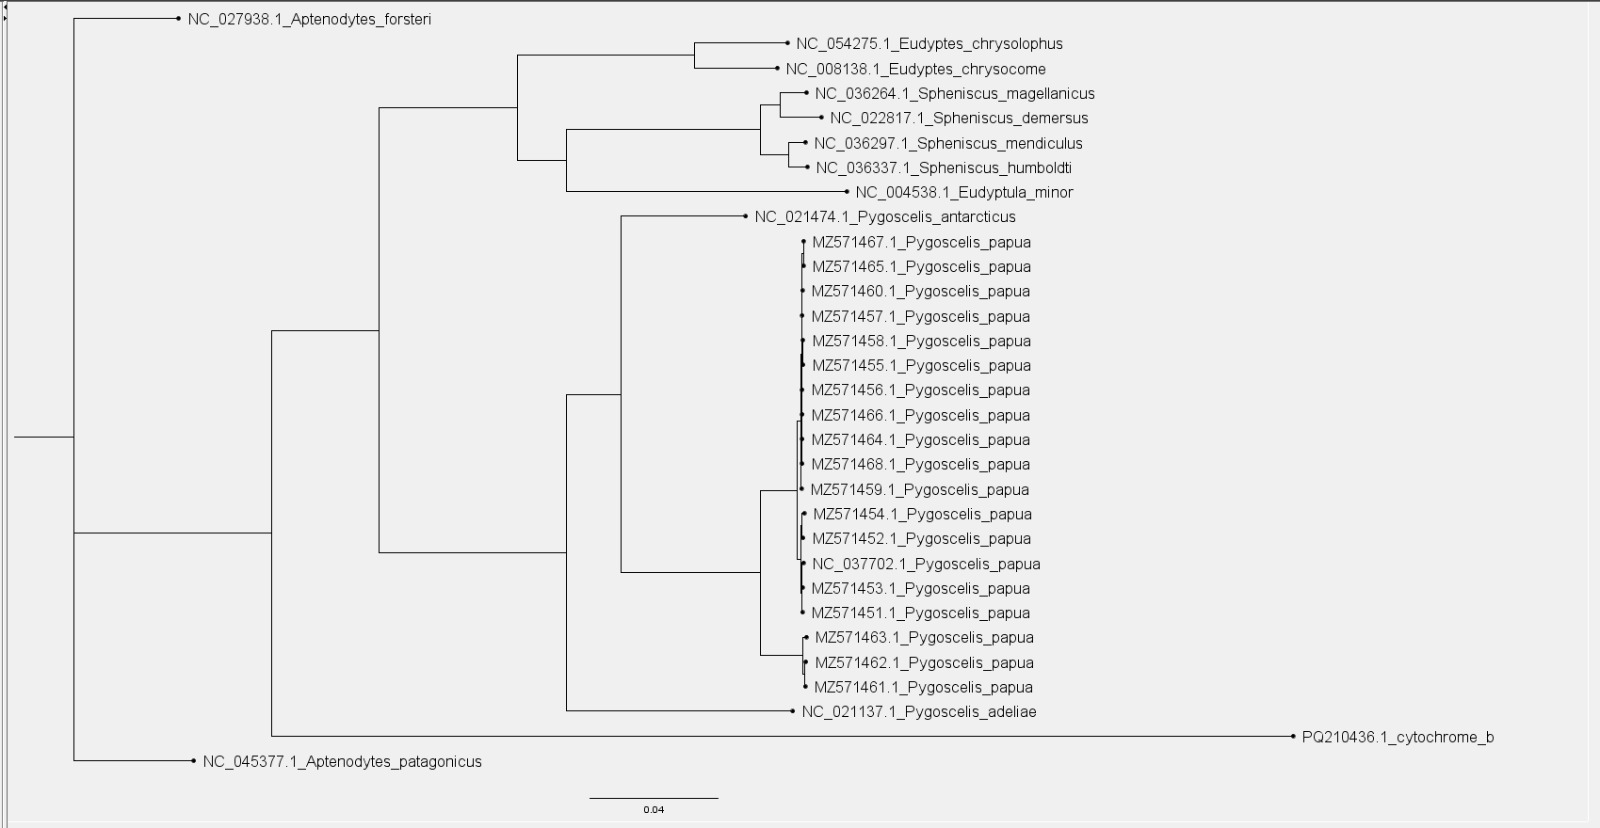 NC_027938.1_Aptenodytes_forsteri
NC_054275.1_Eudyptes_chrysolophus
NC_008138.1_Eudyptes_chrysocome
NC_036264.1_Spheniscus_magellanicus
NC_022817.1_Spheniscus_demersus
NC_036297.1_Spheniscus_mendiculus
NC_036337.1_Spheniscus_humboldti
NC_004538.1_Eudyptula_minor
NC_021474.1_Pygoscelis_antarcticus
MZ571467.1_Pygoscelis_papua
MZ571465.1_Pygoscelis_papua
MZ571460.1_Pygoscelis_papua
MZ571457.1_Pygoscelis_papua
MZ571458.1_Pygoscelis_papua
MZ571455.1_Pygoscelis_papua
MZ571456.1_Pygoscelis_papua
MZ571466.1_Pygoscelis_papua
MZ571464.1_Pygoscelis_papua
MZ571468.1_Pygoscelis_papua
MZ571459.1_Pygoscelis_papua
MZ571454.1_Pygoscelis_papua
MZ571452.1_Pygoscelis_papua
NC_037702.1_Pygoscelis_papua
MZ571453.1_Pygoscelis_papua
MZ571451.1_Pygoscelis_papua
MZ571463.1_Pygoscelis_papua
MZ571462.1_Pygoscelis_papua
MZ571461.1_Pygoscelis_papua
NC_021137.1_Pygoscelis_adeliae
PQ210436.1_cytochrome_b
NC_045377.1_Aptenodytes_patagonicus
0.04